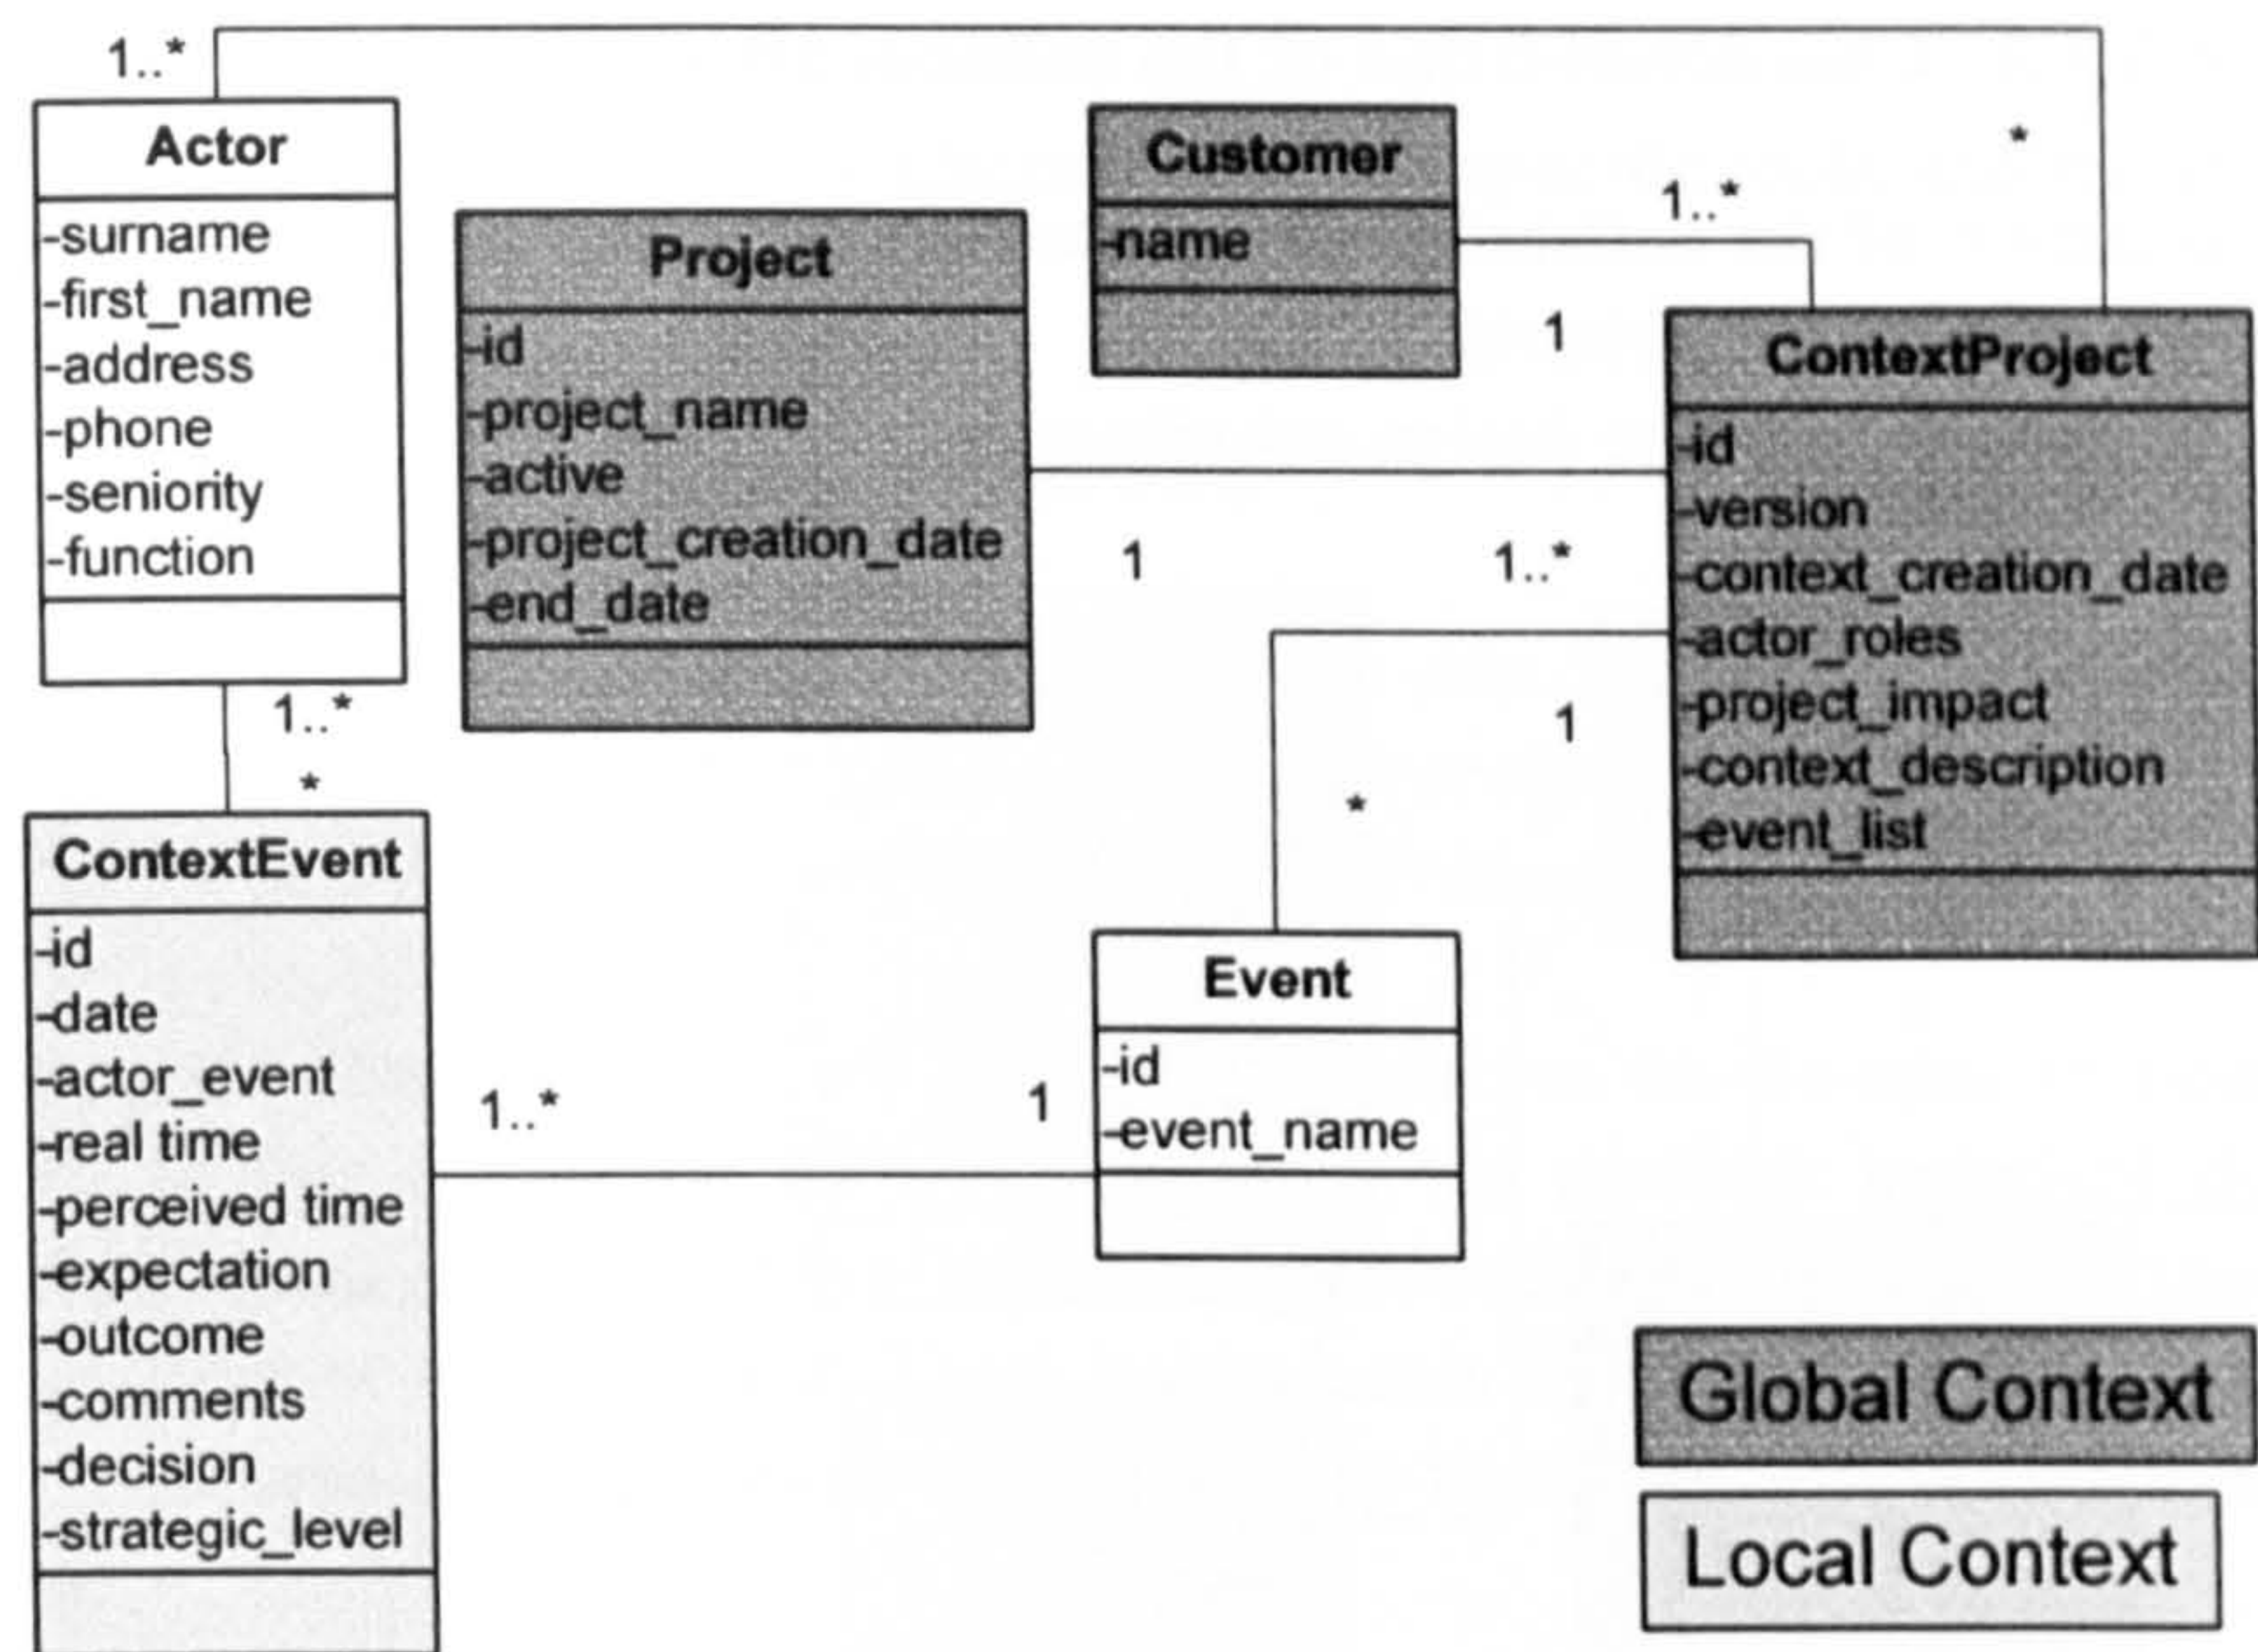 1..*
Actor
-surname
-first_name
-address
-phone
-seniority
-function
1..*
*
Project
-id
-project_name
-active
-project_creation_date
-end_date
Customer
-name
1..*
1
*
ContextProject
-id
-version
-context_creation_date
-actor_roles
-project_impact
-context_description
-event_list
1
1..*
1
*
ContextEvent
-id
-date
-actor_event
-real time
-perceived time
-expectation
-outcome
-comments
-decision
-strategic_level
1..*
1
Event
-id
-event_name
Global Context
Local Context